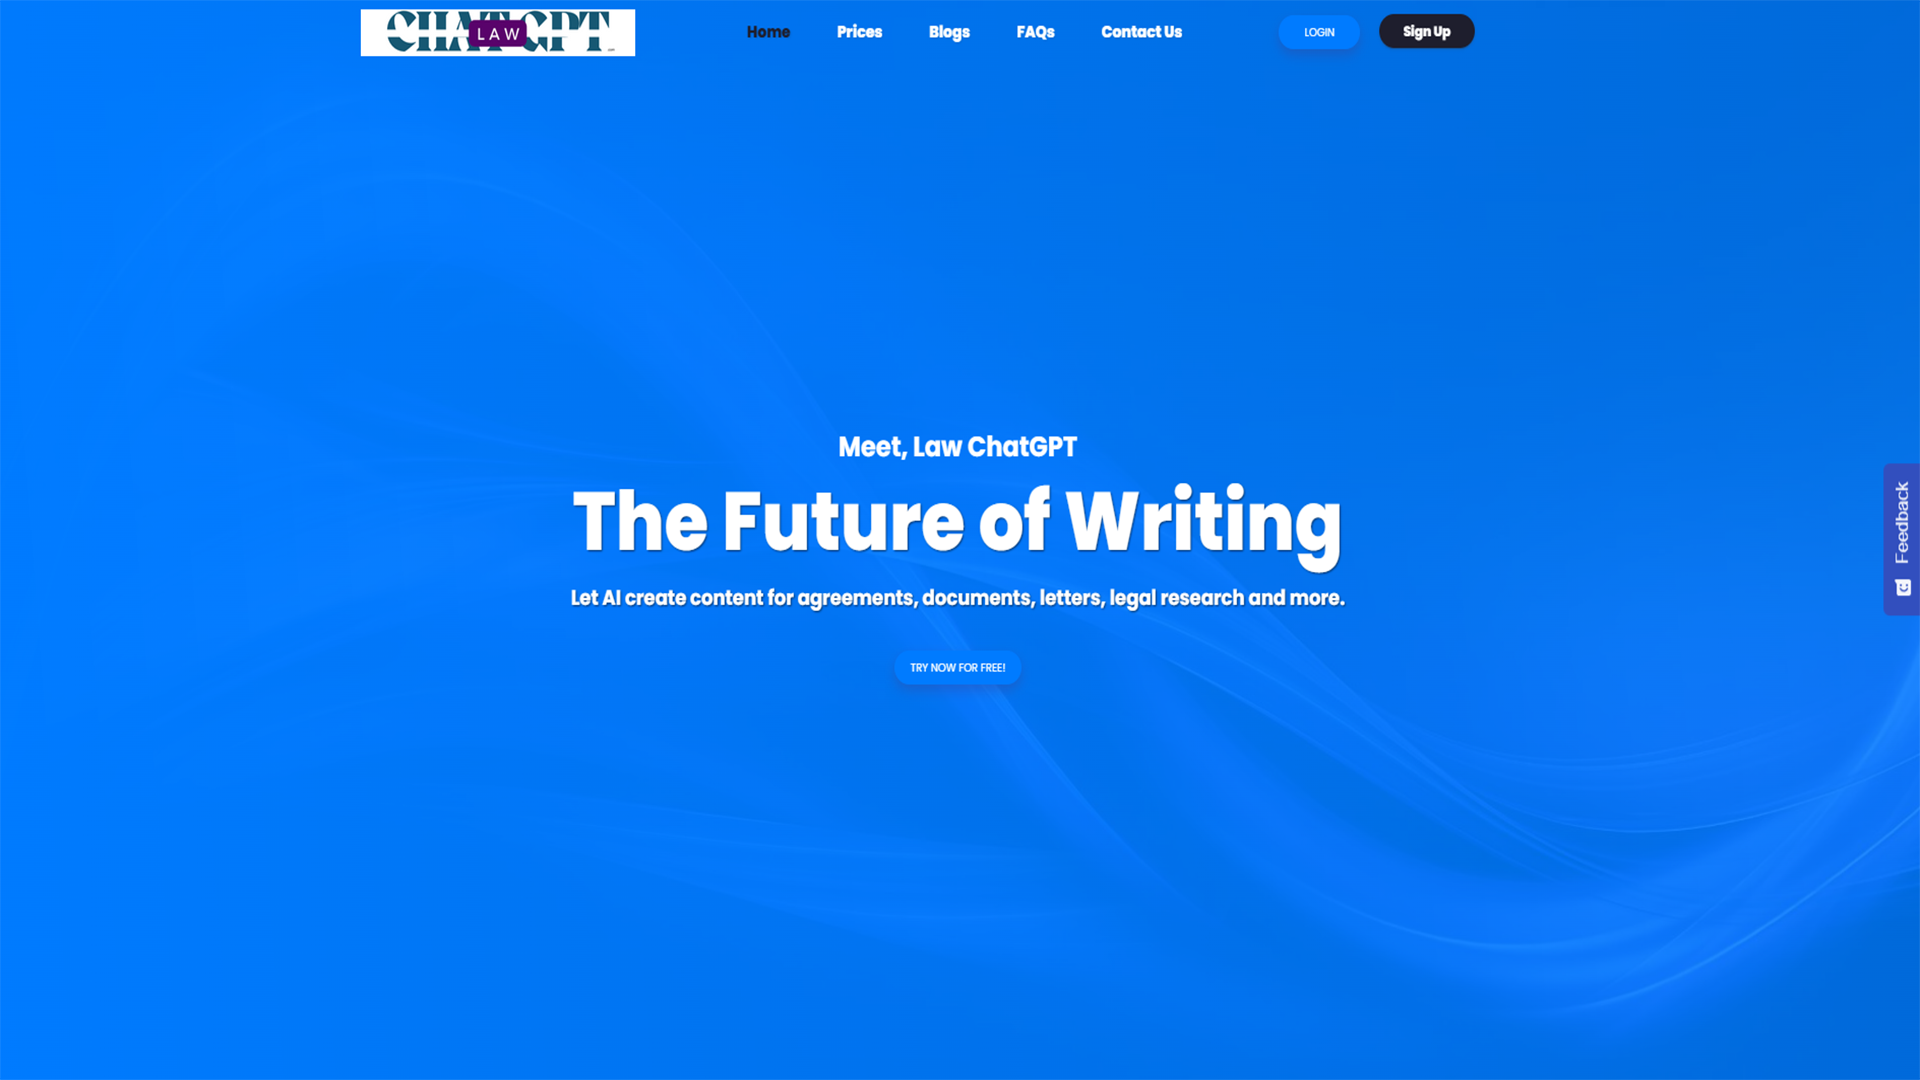 CHATGPT
LAW
Home
Prices
Blogs
FAQs
Contact Us
LOGIN
Sign Up
Meet, Law ChatGPT
The Future of Writing
Let AI create content for agreements, documents, letters, legal research and more.
TRY NOW FOR FREE!
Feedback